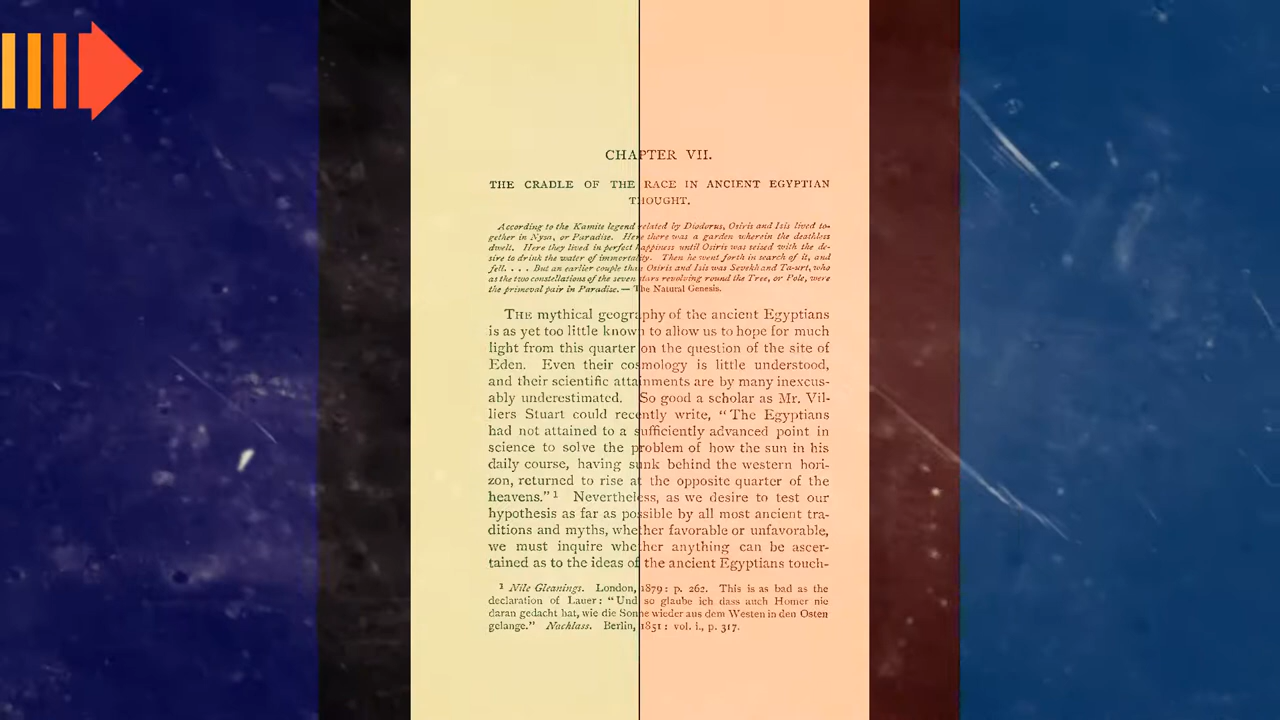 CHAPTER VII.
THE CRADLE OF THE RACE IN ANCIENT EGYPTIAN
THOUGHT.
According to the Kamite legend related by Diodorus, Osiris and Isis lived to-
gether in Nysa, or Paradise. Here there was a garden wherein the deathless
dwelt. Here they lived in perfect happiness until Osiris was seized with the de-
sire to drink the water of immortality. Then he went forth in search of it, and
fell. . . . But an earlier couple than Osiris and Isis was Sevekh and Ta-urt, who
as the two constellations of the seven stars revolving round the Tree, or Pole, were
the primeval pair in Paradise. — The Natural Genesis.
THE mythical geography of the ancient Egyptians
is as yet too little known to allow us to hope for much
light from this quarter on the question of the site of
Eden. Even their cosmology is little understood,
and their scientific attainments are by many inexcus-
ably underestimated. So good a scholar as Mr. Vil-
liers Stuart could recently write, “The Egyptians
had not attained to a sufficiently advanced point in
science to solve the problem of how the sun in his
daily course, having sunk behind the western hori-
zon, returned to rise at the opposite quarter of the
heavens.” 1 Nevertheless, as we desire to test our
hypothesis as far as possible by all most ancient tra-
ditions and myths, whether favorable or unfavorable,
we must inquire whether anything can be ascer-
tained as to the ideas of the ancient Egyptians touch-
1 Nile Gleanings. London, 1879: p. 262. This is as bad as the
declaration of Lauer: “Und so glaube ich dass auch Homer nie
daran gedacht hat, wie die Sonne wieder aus dem Westen in den Osten
gelange.” Nachlass. Berlin, 1851: vol. i., p. 317.